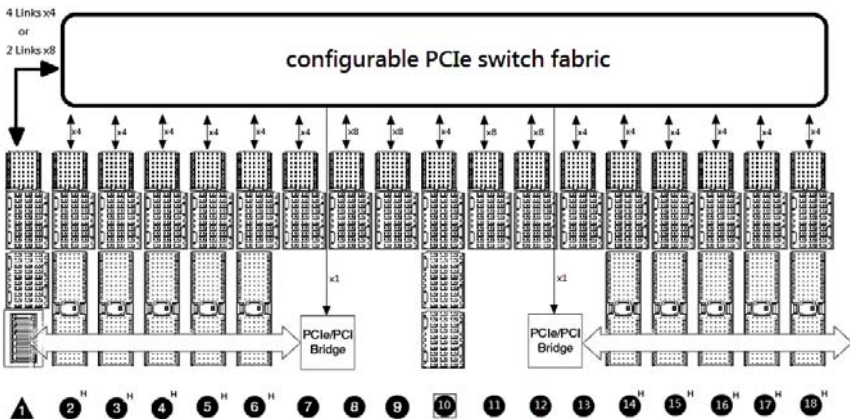 4 Links x4
or
2 Links x8
configurable PCIe switch fabric
x4 x4 x4 x4 x4 x4 x8 x8 x4 x8 x8 x4 x4 x4 x4 x4 x4
x1 x1
PCIe/PCI
Bridge
PCIe/PCI
Bridge
1 2 H 3 H 4 H 5 H 6 H 7 8 9 10 11 12 13 14 H 15 H 16 H 17 H 18 H